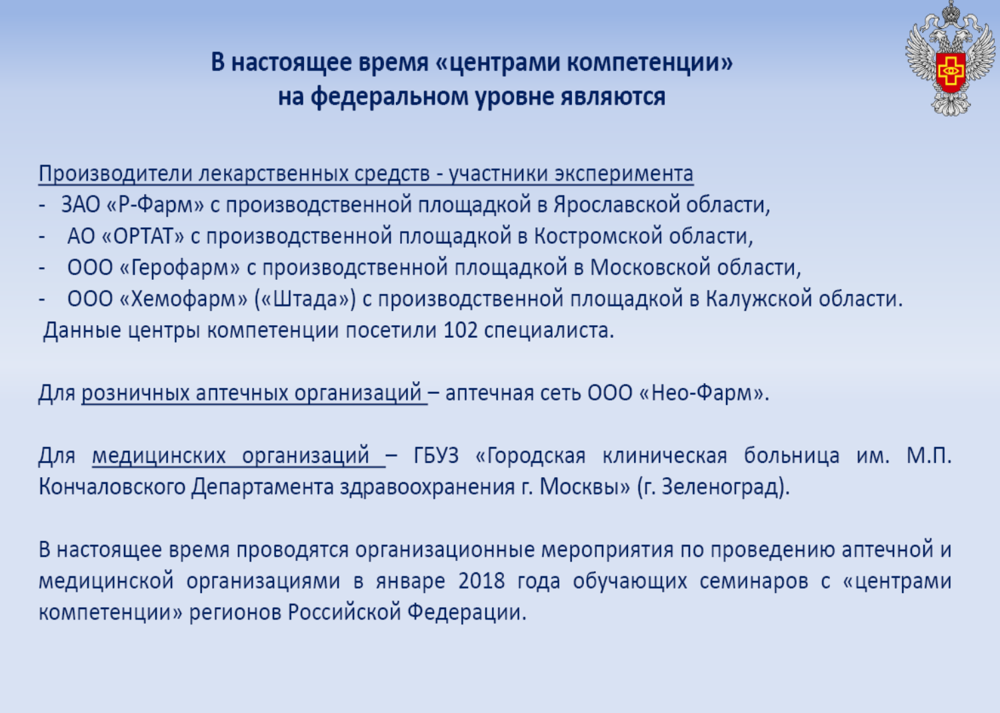 В настоящее время «центрами компетенции»
на федеральном уровне являются
Производители лекарственных средств - участники эксперимента
- ЗАО «Р-Фарм» с производственной площадкой в Ярославской области,
- АО «ОРТАТ» с производственной площадкой в Костромской области,
- ООО «Герофарм» с производственной площадкой в Московской области,
- ООО «Хемофарм» («Штада») с производственной площадкой в Калужской области.
Данные центры компетенции посетили 102 специалиста.
Для розничных аптечных организаций – аптечная сеть ООО «Нео-Фарм».
Для медицинских организаций – ГБУЗ «Городская клиническая больница им. М.П.
Кончаловского Департамента здравоохранения г. Москвы» (г. Зеленоград).
В настоящее время проводятся организационные мероприятия по проведению аптечной и
медицинской организациями в январе 2018 года обучающих семинаров с «центрами
компетенции» регионов Российской Федерации.